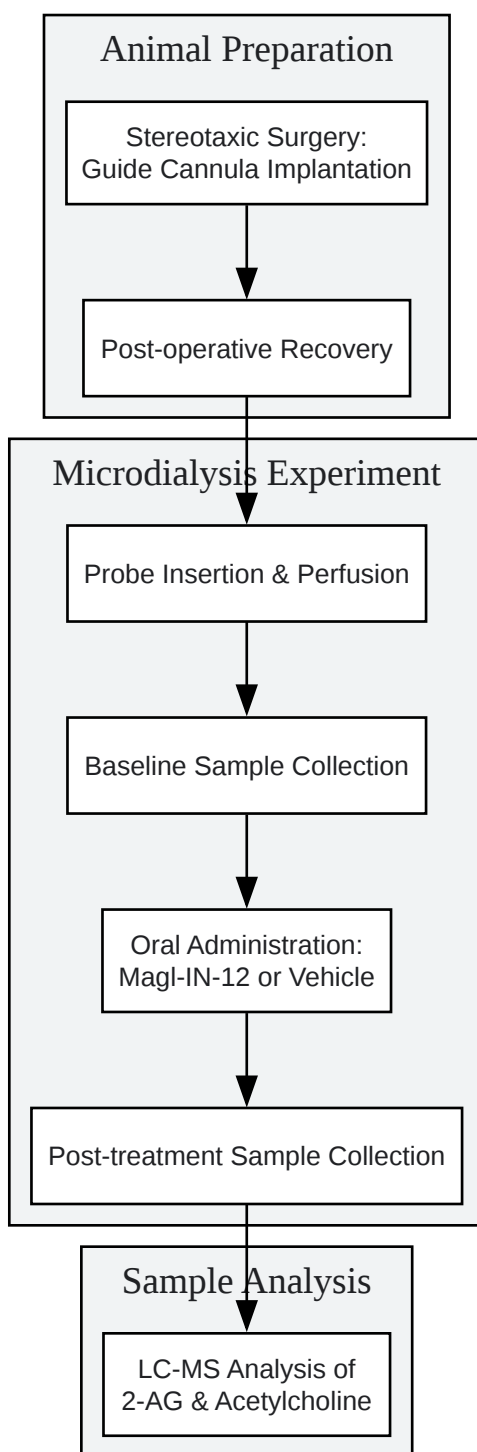 Animal Preparation
Stereotaxic Surgery:
Guide Cannula Implantation
Post-operative Recovery
Microdialysis Experiment
Probe Insertion & Perfusion
Baseline Sample Collection
Oral Administration:
Magl-IN-12 or Vehicle
Post-treatment Sample Collection
Sample Analysis
LC-MS Analysis of
2-AG & Acetylcholine